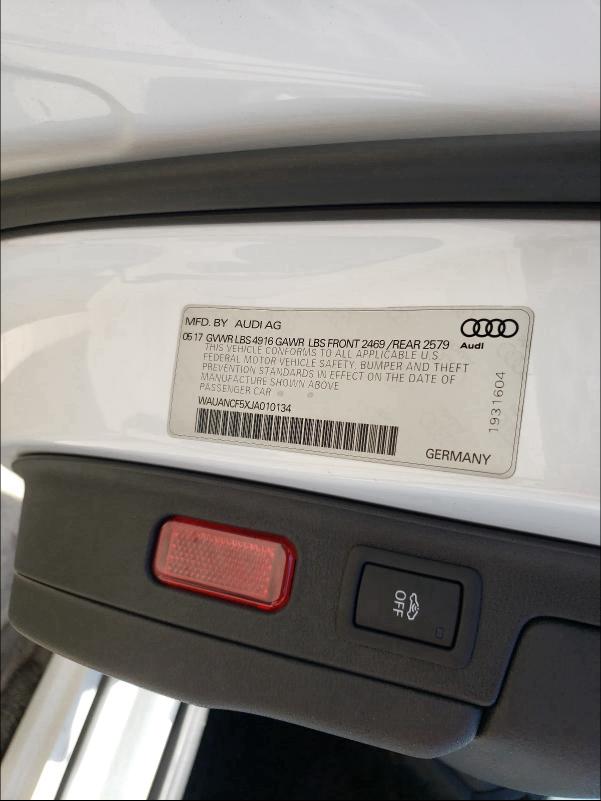 MFD. BY AUDI AG
05 17 GVWR LBS 4916 GAWR LBS FRONT 2469 /REAR 2579
THIS VEHICLE CONFORMS TO ALL APPLICABLE U.S
FEDERAL MOTOR VEHICLE SAFETY, BUMPER AND THEFT
PREVENTION STANDARDS IN EFFECT ON THE DATE OF
MANUFACTURE SHOWN ABOVE
PASSENGER CAR
WAUANCF5XJA010134
GERMANY
Audi
1931604
OFF